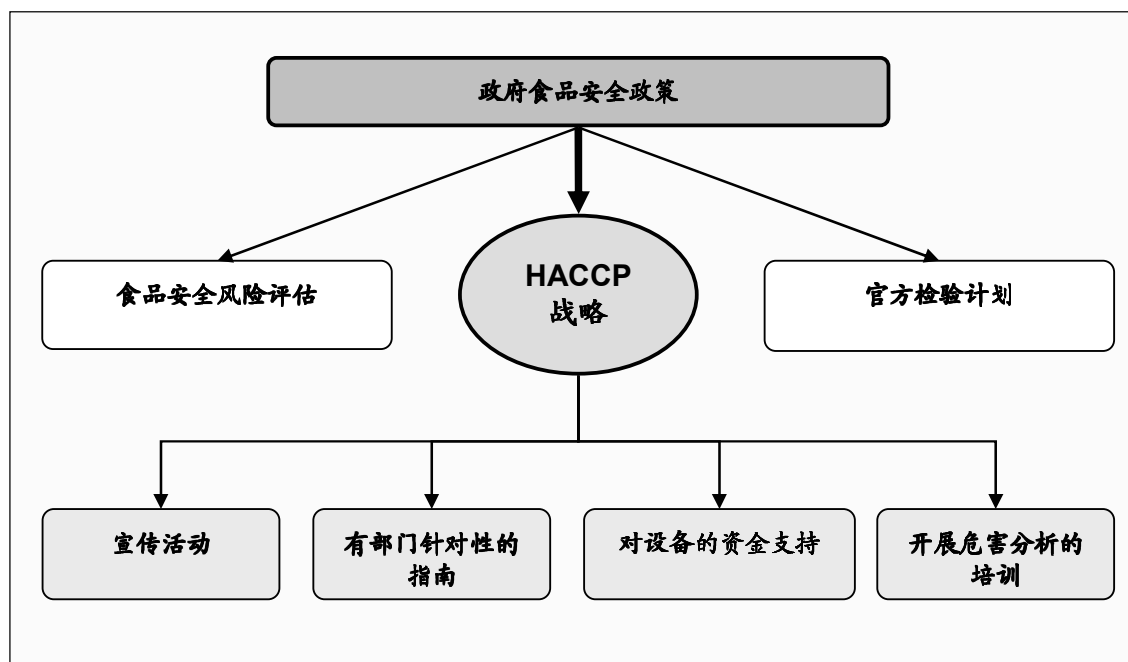 政府食品安全政策
食品安全风险评估
HACCP
战略
官方检验计划
宣传活动
有部门针对性的
指南
对设备的资金支持
开展危害分析的
培训